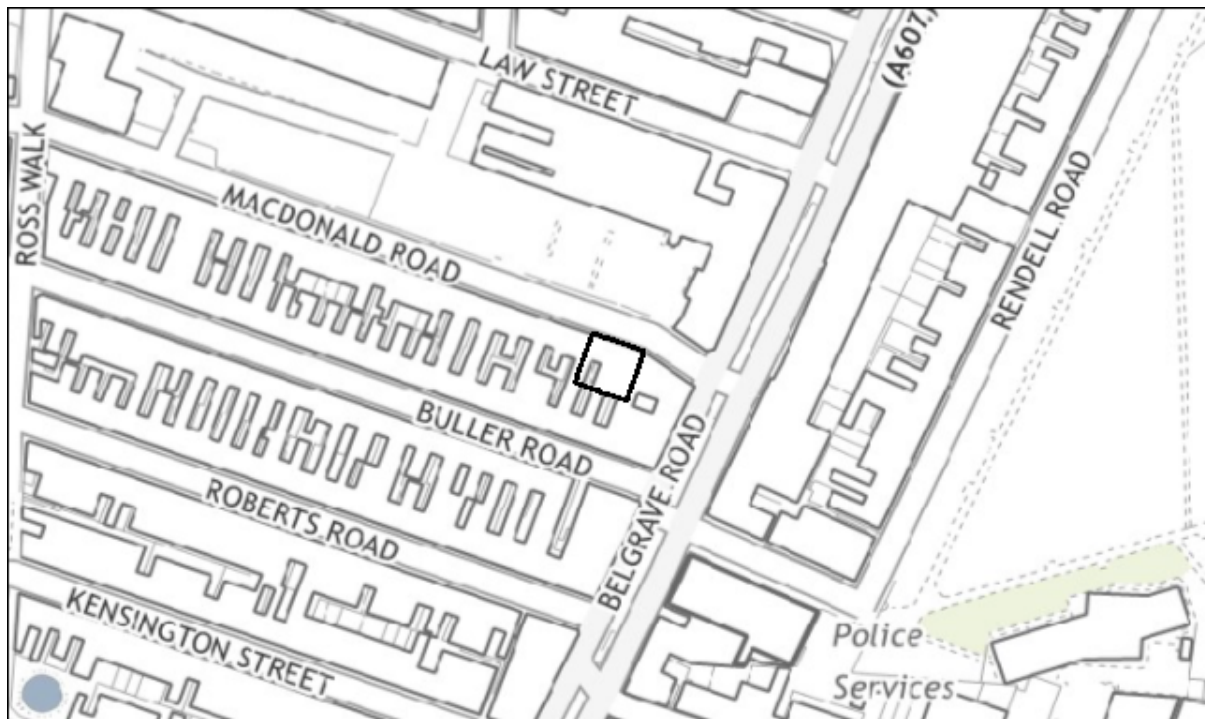 LAW STREET
(A607
ROSS WALK
MACDONALD ROAD
RENDELL ROAD
BULLER ROAD
BELGRAVE ROAD
ROBERTS ROAD
KENSINGTON STREET
Police
Services